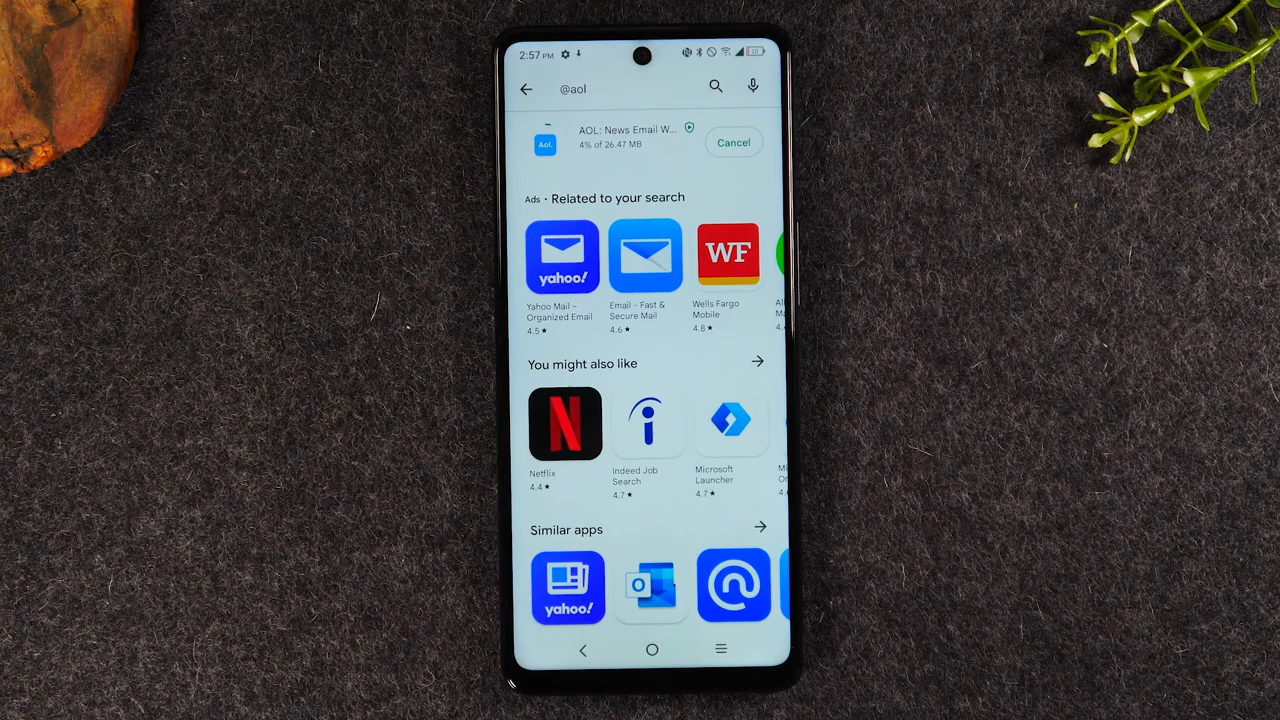 2:57 PM
@aol
AOL: News Email W...
4% of 26.47 MB
Cancel
Aol.
Ads • Related to your search
yahoo!
WF
Yahoo Mail –
Organized Email
4.5★
Email - Fast &
Secure Mail
4.6★
Wells Fargo
Mobile
4.8★
You might also like
N
Netflix
4.4★
Indeed Job
Search
4.7★
Microsoft
Launcher
4.7★
Similar apps
yahoo!
O